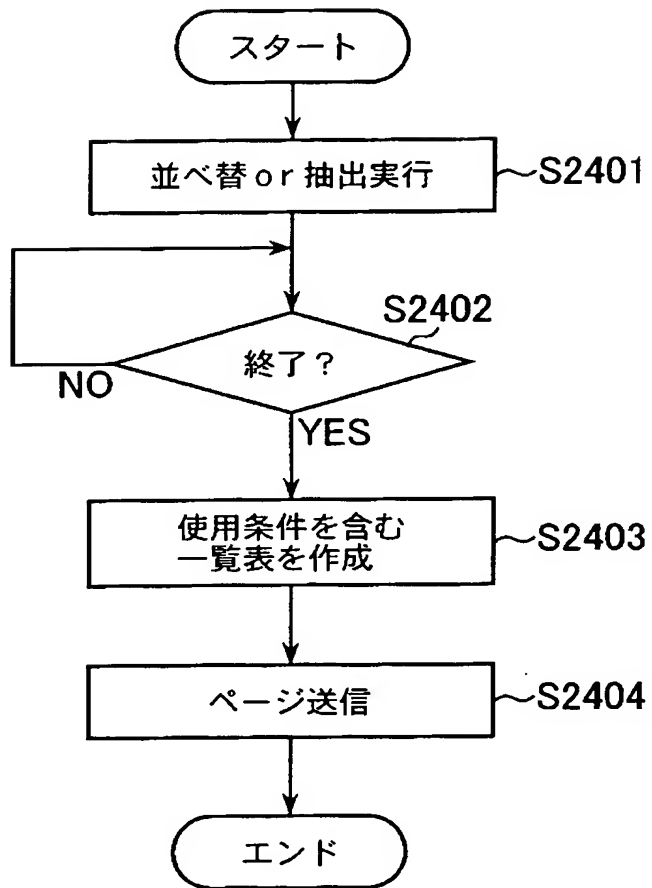 スタート
並べ替or抽出実行
S2401
S2402
終了?
NO
YES
使用条件を含む
一覧表を作成
S2403
ページ送信
S2404
エンド